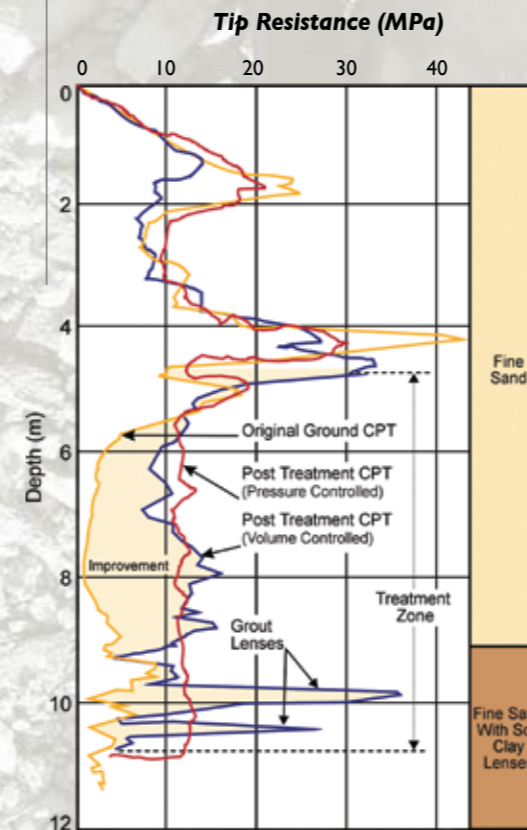 Tip Resistance (MPa)
0 10 20 30 40
0
2
4
6
8
10
12
Depth (m)
Original Ground CPT
Post Treatment CPT
(Pressure Controlled)
Post Treatment CPT
(Volume Controlled)
Improvement
Treatment
Zone
Grout
Lenses
Fine
Sand
Fine Sa
With So
Clay
Lense